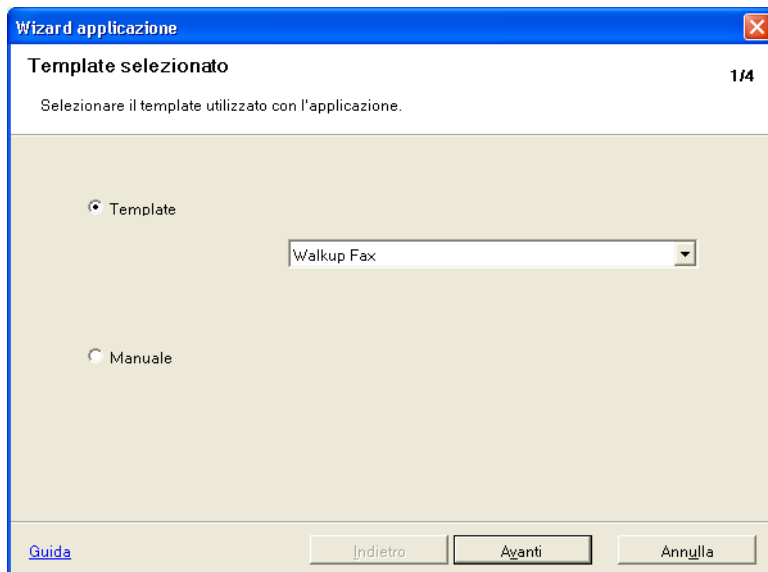 Wizard applicazione
Template selezionato
1/4
Selezionare il template utilizzato con l'applicazione.
Template
Walkup Fax
Manuale
Guida
Indietro
Avanti
Annulla